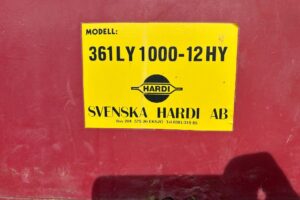 MODELL:
361LY1000-12HY
HARDI
SVENSKA HARDI AB